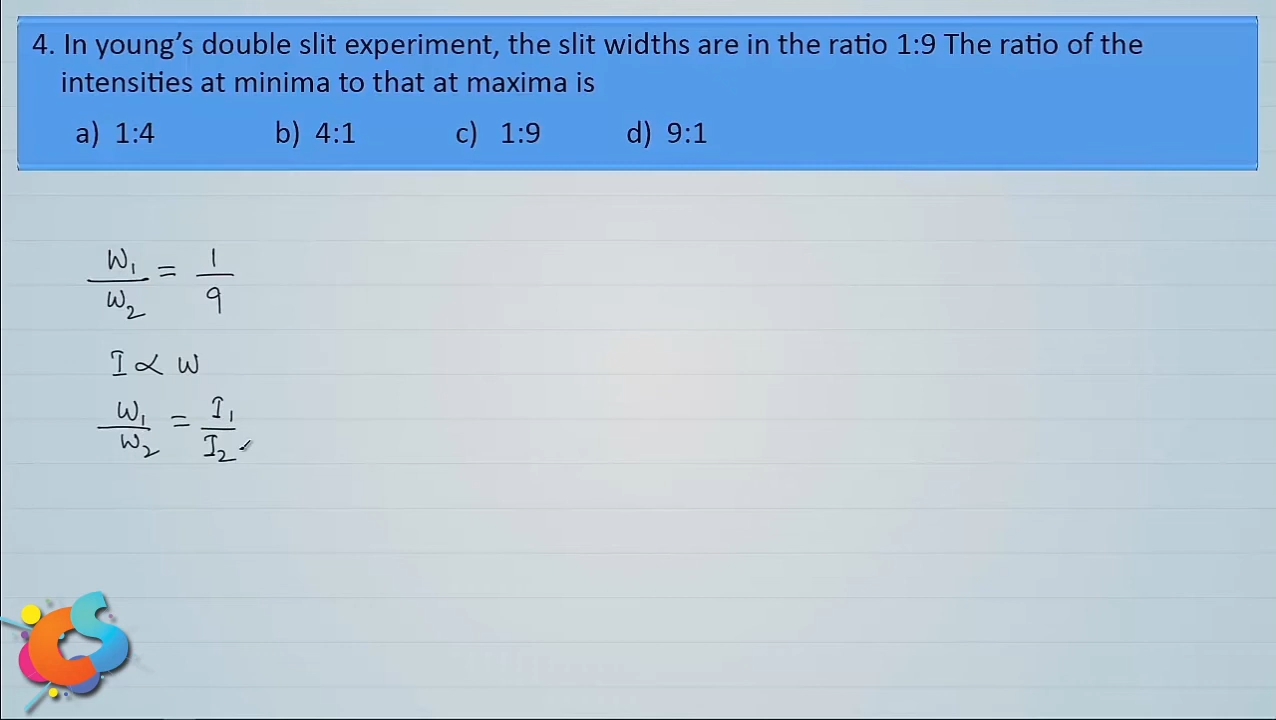 4. In young’s double slit experiment, the slit widths are in the ratio 1:9 The ratio of the
intensities at minima to that at maxima is
a) 1:4 b) 4:1 c) 1:9 d) 9:1
W₁/W₂ = 1/9
I ∝ W
W₁/W₂ = I₁/I₂
CS